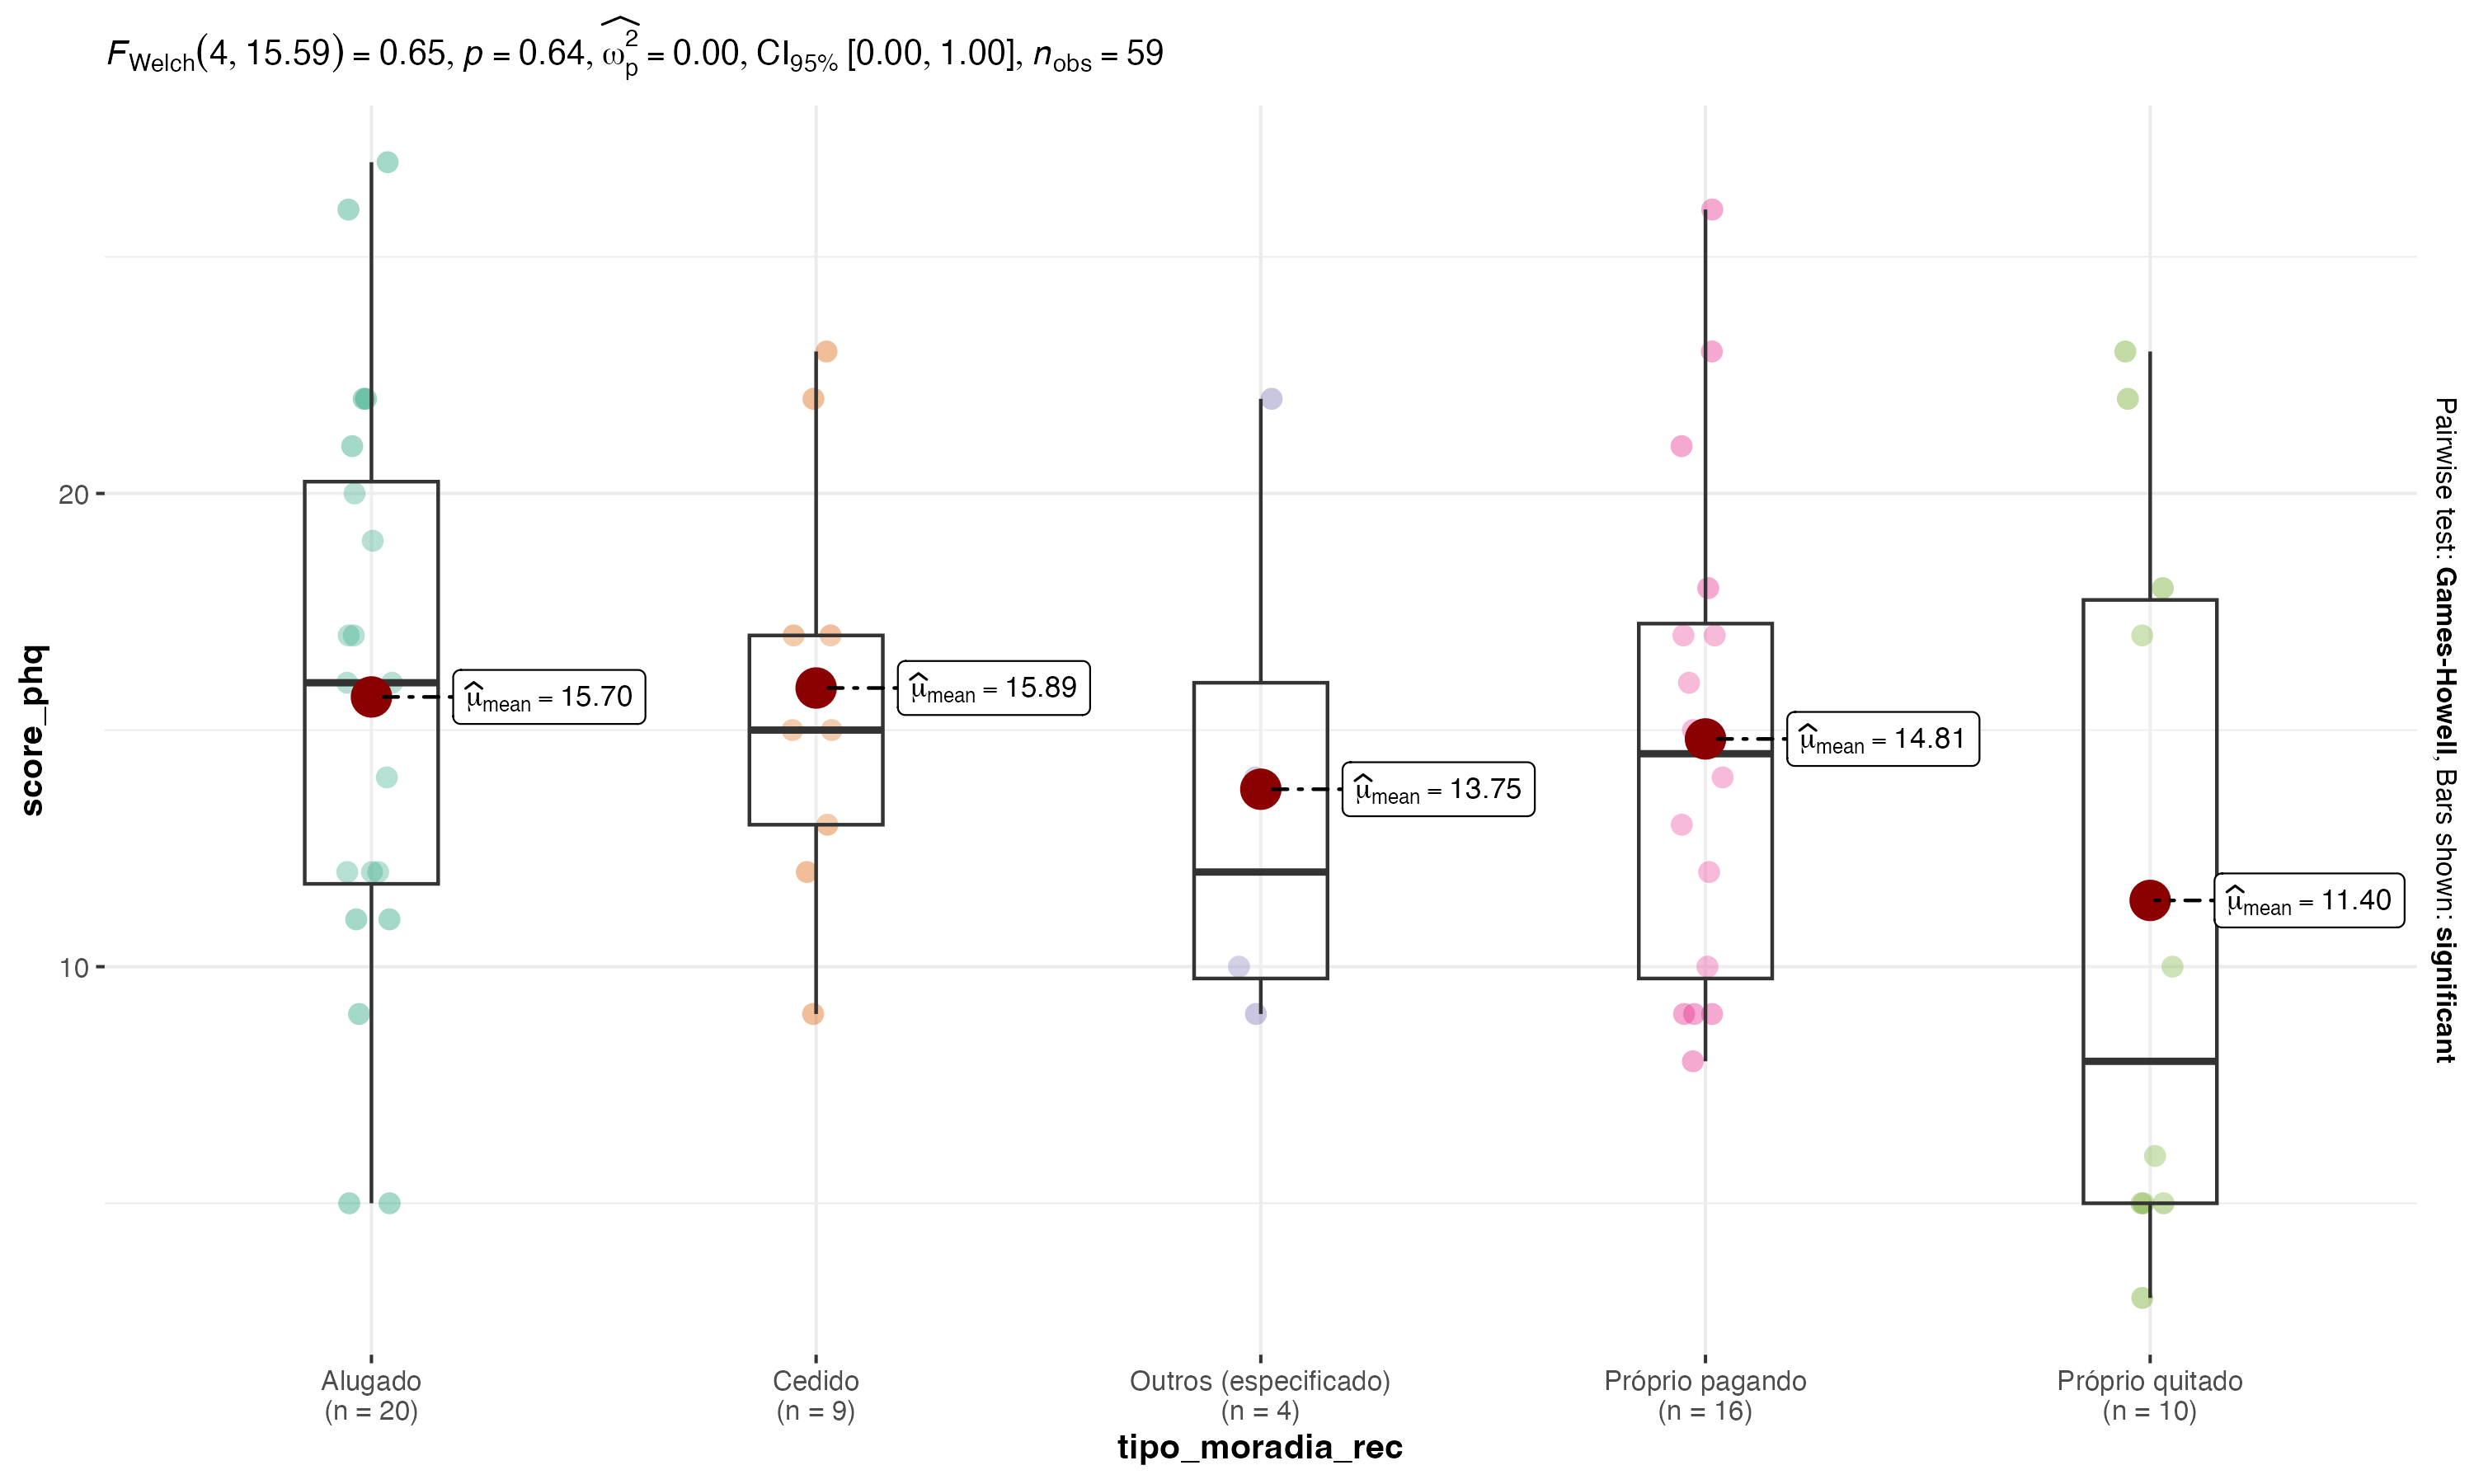 F_Welch(4, 15.59) = 0.65, p = 0.64, ω̂²_p = 0.00, CI_95% [0.00, 1.00], n_obs = 59
score_phq
20
10
μ̂_mean = 15.70
μ̂_mean = 15.89
μ̂_mean = 13.75
μ̂_mean = 14.81
μ̂_mean = 11.40
Pairwise test: Games-Howell, Bars shown: significant
Alugado
(n = 20)
Cedido
(n = 9)
Outros (especificado)
(n = 4)
Próprio pagando
(n = 16)
Próprio quitado
(n = 10)
tipo_moradia_rec